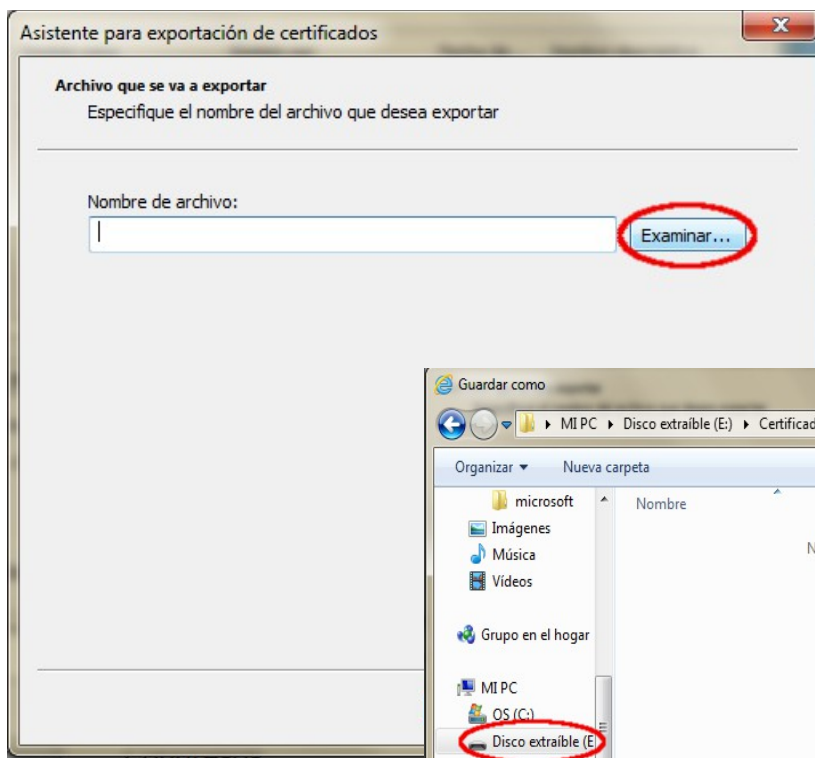 Asistente para exportación de certificados
Archivo que se va a exportar
Especifique el nombre del archivo que desea exportar
Nombre de archivo:
Examinar...
Guardar como
MI PC ▸ Disco extraíble (E:) ▸ Certificad
Organizar Nueva carpeta
microsoft
Nombre
Imágenes
Música
N
Vídeos
Grupo en el hogar
MI PC
OS (C:)
Disco extraíble (E